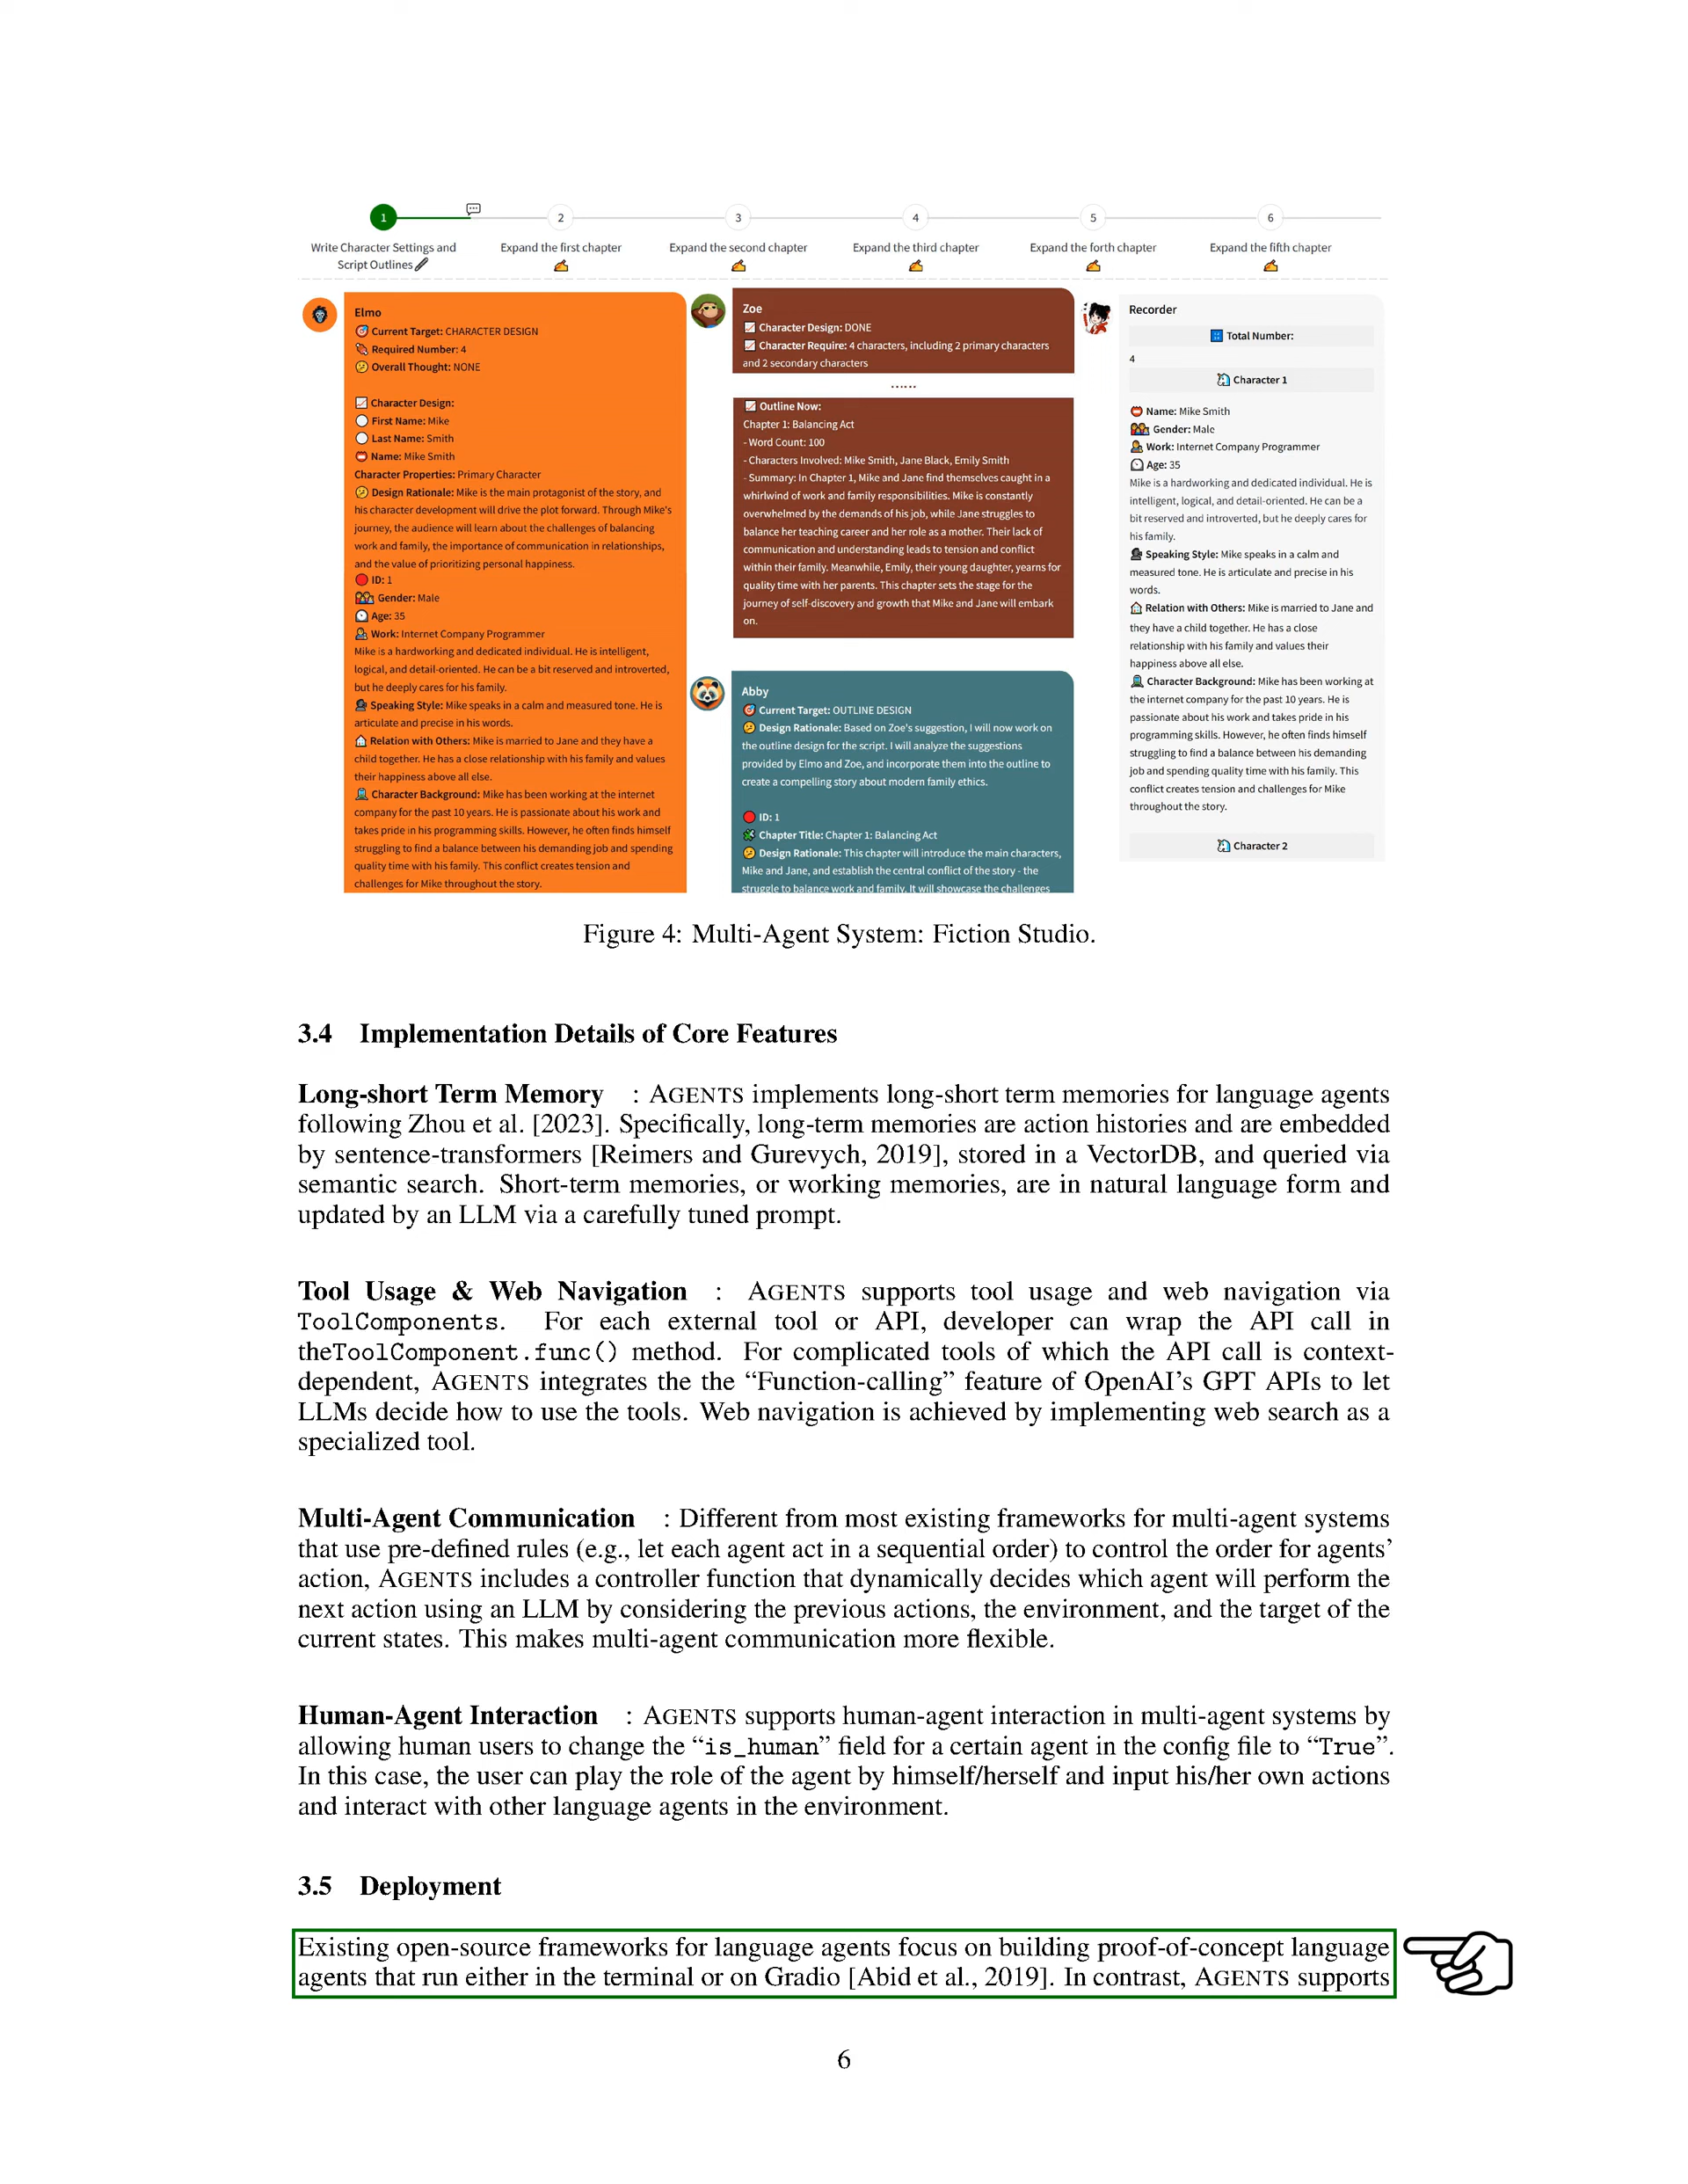 1
2
3
4
5
6
Write Character Settings and
Script Outlines
Expand the first chapter
Expand the second chapter
Expand the third chapter
Expand the forth chapter
Expand the fifth chapter
Elmo
Current Target: CHARACTER DESIGN
Required Number: 4
Overall Thought: NONE
Character Design:
First Name: Mike
Last Name: Smith
Name: Mike Smith
Character Properties: Primary Character
Design Rationale: Mike is the main protagonist of the story, and
his character development will drive the plot forward. Through Mike's
journey, the audience will learn about the challenges of balancing
work and family, the importance of communication in relationships,
and the value of prioritizing personal happiness.
ID: 1
Gender: Male
Age: 35
Work: Internet Company Programmer
Mike is a hardworking and dedicated individual. He is intelligent,
logical, and detail-oriented. He can be a bit reserved and introverted,
but he deeply cares for his family.
Speaking Style: Mike speaks in a calm and measured tone. He is
articulate and precise in his words.
Relation with Others: Mike is married to Jane and they have a
child together. He has a close relationship with his family and values
their happiness above all else.
Character Background: Mike has been working at the internet
company for the past 10 years. He is passionate about his work and
takes pride in his programming skills. However, he often finds himself
struggling to find a balance between his demanding job and spending
quality time with his family. This conflict creates tension and
challenges for Mike throughout the story.
Zoe
Character Design: DONE
Character Require: 4 characters, including 2 primary characters
and 2 secondary characters
......
Outline Now:
Chapter 1: Balancing Act
- Word Count: 100
- Characters Involved: Mike Smith, Jane Black, Emily Smith
- Summary: In Chapter 1, Mike and Jane find themselves caught in a
whirlwind of work and family responsibilities. Mike is constantly
overwhelmed by the demands of his job, while Jane struggles to
balance her teaching career and her role as a mother. Their lack of
communication and understanding leads to tension and conflict
within their family. Meanwhile, Emily, their young daughter, yearns for
quality time with her parents. This chapter sets the stage for the
journey of self-discovery and growth that Mike and Jane will embark
on.
Abby
Current Target: OUTLINE DESIGN
Design Rationale: Based on Zoe's suggestion, I will now work on
the outline design for the script. I will analyze the suggestions
provided by Elmo and Zoe, and incorporate them into the outline to
create a compelling story about modern family ethics.
ID: 1
Chapter Title: Chapter 1: Balancing Act
Design Rationale: This chapter will introduce the main characters,
Mike and Jane, and establish the central conflict of the story - the
struggle to balance work and family. It will showcase the challenges
Recorder
Total Number:
4
Character 1
Name: Mike Smith
Gender: Male
Work: Internet Company Programmer
Age: 35
Mike is a hardworking and dedicated individual. He is
intelligent, logical, and detail-oriented. He can be a
bit reserved and introverted, but he deeply cares for
his family.
Speaking Style: Mike speaks in a calm and
measured tone. He is articulate and precise in his
words.
Relation with Others: Mike is married to Jane and
they have a child together. He has a close
relationship with his family and values their
happiness above all else.
Character Background: Mike has been working at
the internet company for the past 10 years. He is
passionate about his work and takes pride in his
programming skills. However, he often finds himself
struggling to find a balance between his demanding
job and spending quality time with his family. This
conflict creates tension and challenges for Mike
throughout the story.
Character 2
Figure 4: Multi-Agent System: Fiction Studio.
3.4 Implementation Details of Core Features
Long-short Term Memory : AGENTS implements long-short term memories for language agents
following Zhou et al. [2023]. Specifically, long-term memories are action histories and are embedded
by sentence-transformers [Reimers and Gurevych, 2019], stored in a VectorDB, and queried via
semantic search. Short-term memories, or working memories, are in natural language form and
updated by an LLM via a carefully tuned prompt.
Tool Usage & Web Navigation : AGENTS supports tool usage and web navigation via
ToolComponents. For each external tool or API, developer can wrap the API call in
theToolComponent.func() method. For complicated tools of which the API call is context-
dependent, AGENTS integrates the the “Function-calling” feature of OpenAI’s GPT APIs to let
LLMs decide how to use the tools. Web navigation is achieved by implementing web search as a
specialized tool.
Multi-Agent Communication : Different from most existing frameworks for multi-agent systems
that use pre-defined rules (e.g., let each agent act in a sequential order) to control the order for agents’
action, AGENTS includes a controller function that dynamically decides which agent will perform the
next action using an LLM by considering the previous actions, the environment, and the target of the
current states. This makes multi-agent communication more flexible.
Human-Agent Interaction : AGENTS supports human-agent interaction in multi-agent systems by
allowing human users to change the “is_human” field for a certain agent in the config file to “True”.
In this case, the user can play the role of the agent by himself/herself and input his/her own actions
and interact with other language agents in the environment.
3.5 Deployment
Existing open-source frameworks for language agents focus on building proof-of-concept language
agents that run either in the terminal or on Gradio [Abid et al., 2019]. In contrast, AGENTS supports
6